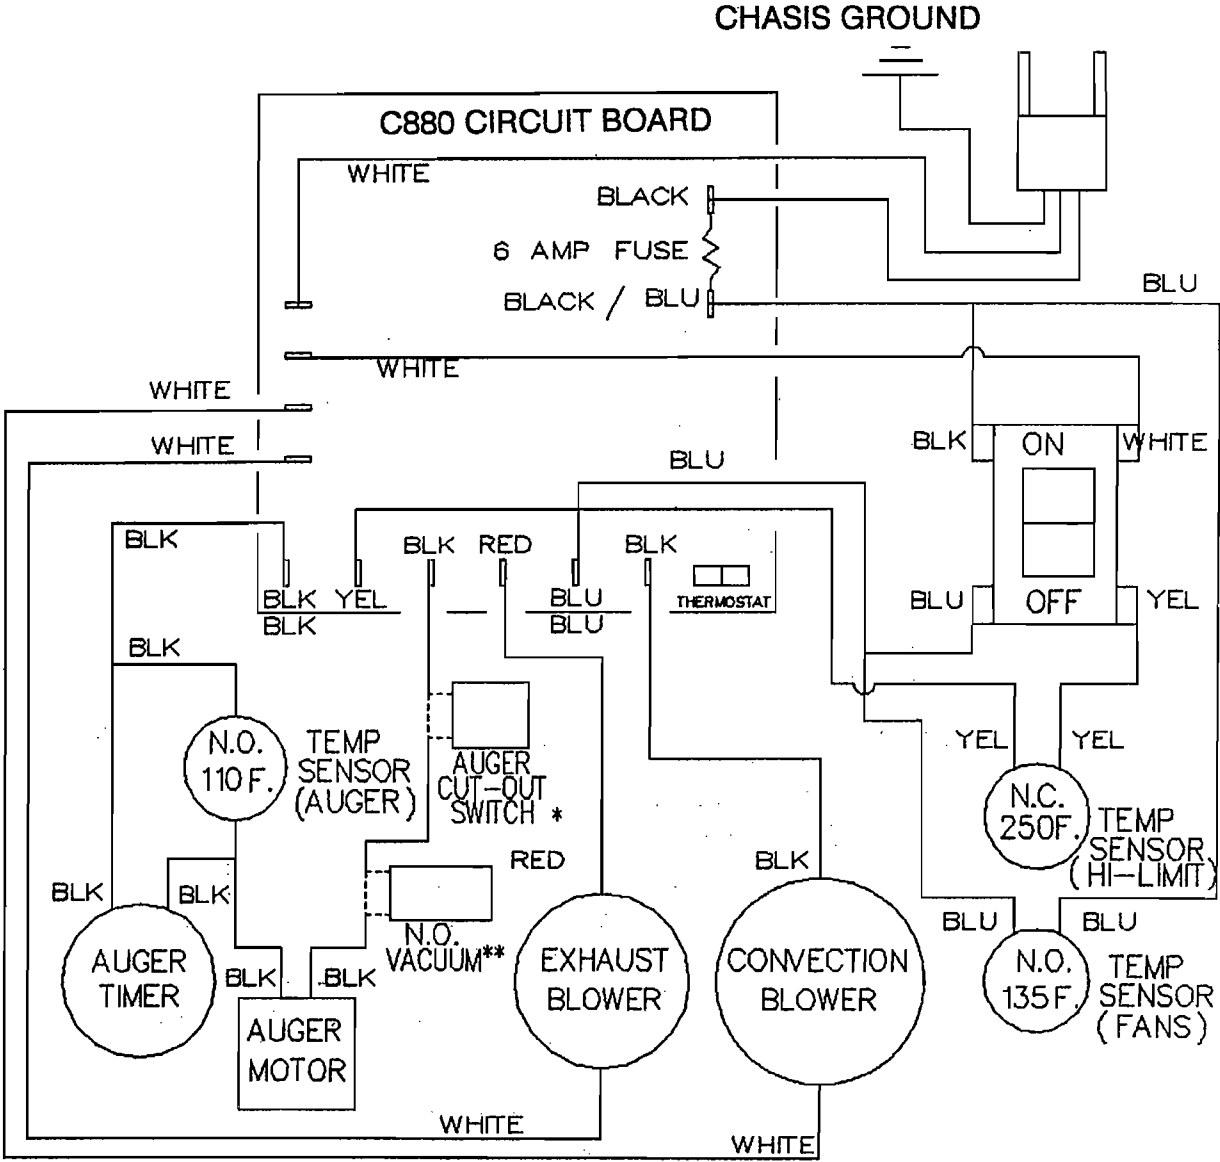 CHASIS GROUND
C880 CIRCUIT BOARD
WHITE
BLACK
6 AMP FUSE
BLACK / BLU
BLU
WHITE
WHITE
WHITE
BLK
ON
WHITE
BLU
BLK
BLK
RED
BLK
BLK
YEL
BLU
THERMOSTAT
BLU
OFF
YEL
BLK
BLU
BLK
N.O.
110F.
TEMP
SENSOR
(AUGER)
AUGER
CUT-OUT
SWITCH *
YEL
YEL
N.C.
250F.
TEMP
SENSOR
(HI-LIMIT)
RED
BLK
BLK
BLK
N.O.
VACUUM**
BLU
BLU
AUGER
TIMER
BLK
BLK
EXHAUST
BLOWER
CONVECTION
BLOWER
N.O.
135F.
TEMP
SENSOR
(FANS)
AUGER
MOTOR
WHITE
WHITE